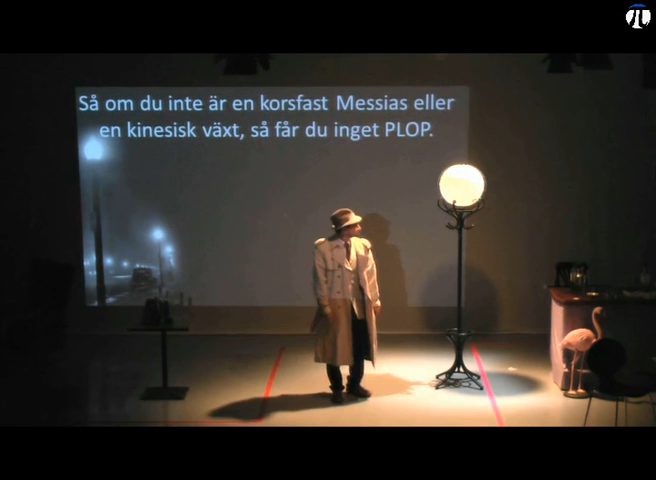 Så om du inte är en korsfast Messias eller
en kinesisk växt, så får du inget PLOP.